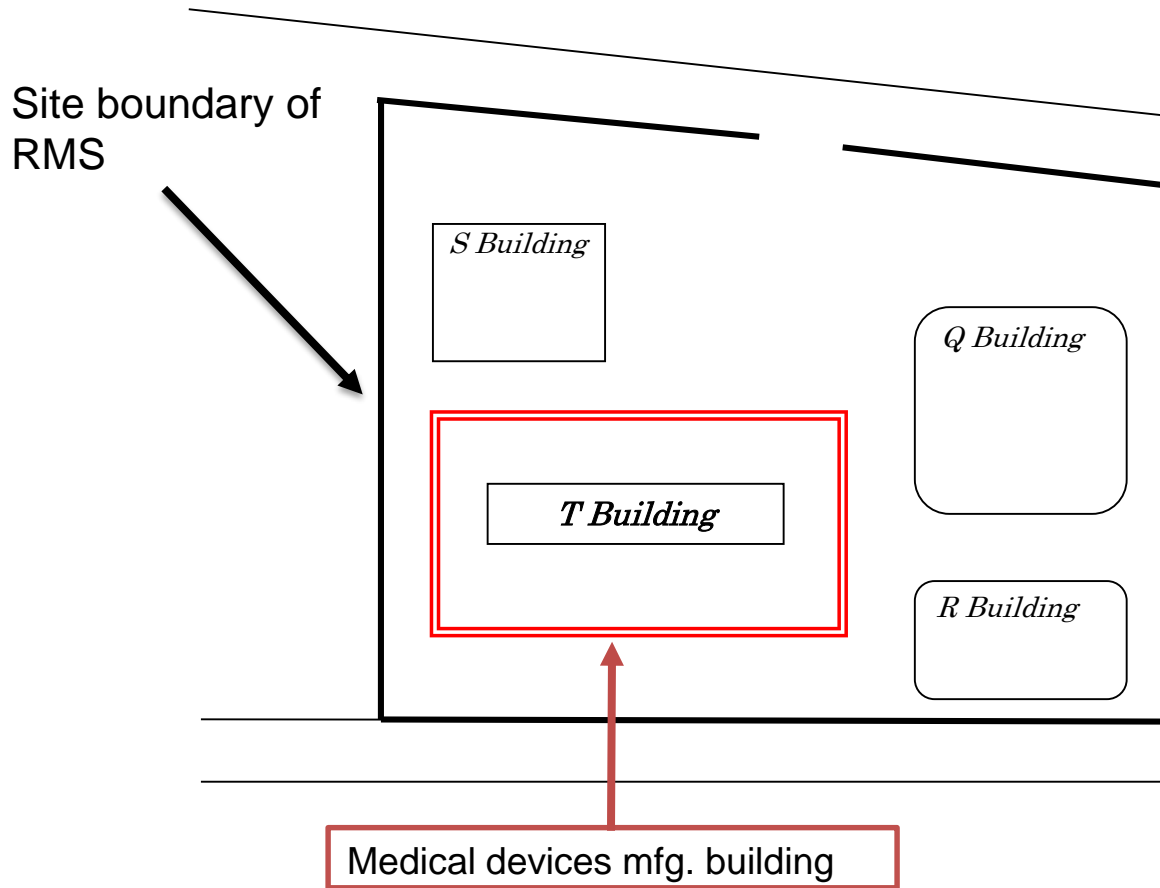 Site boundary of
RMS
S Building
Q Building
T Building
R Building
Medical devices mfg. building